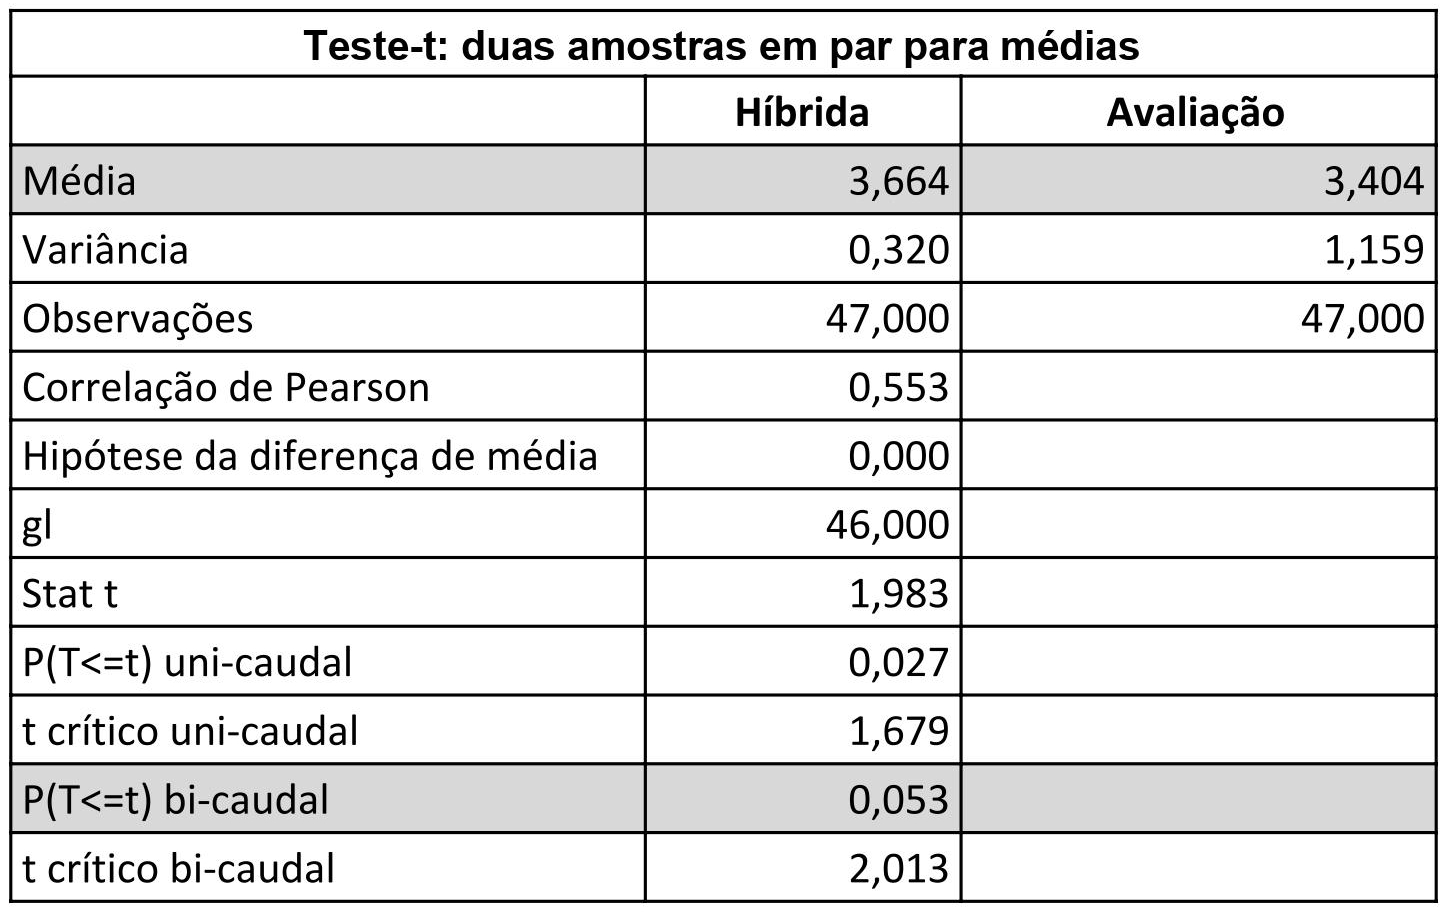 Teste-t: duas amostras em par para médias
Híbrida Avaliação
Média 3,664 3,404
Variância 0,320 1,159
Observações 47,000 47,000
Correlação de Pearson 0,553
Hipótese da diferença de média 0,000
gl 46,000
Stat t 1,983
P(T<=t) uni-caudal 0,027
t crítico uni-caudal 1,679
P(T<=t) bi-caudal 0,053
t crítico bi-caudal 2,013